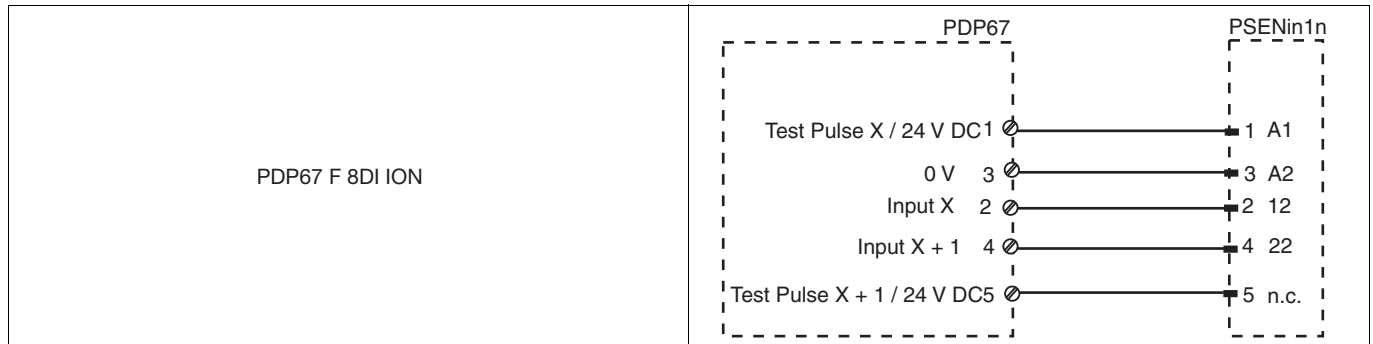 PDP67 F 8DI ION
PDP67 PSENin1n
Test Pulse X / 24 V DC1 1 A1
0 V 3 3 A2
Input X 2 2 12
Input X + 1 4 4 22
Test Pulse X + 1 / 24 V DC5 5 n.c.